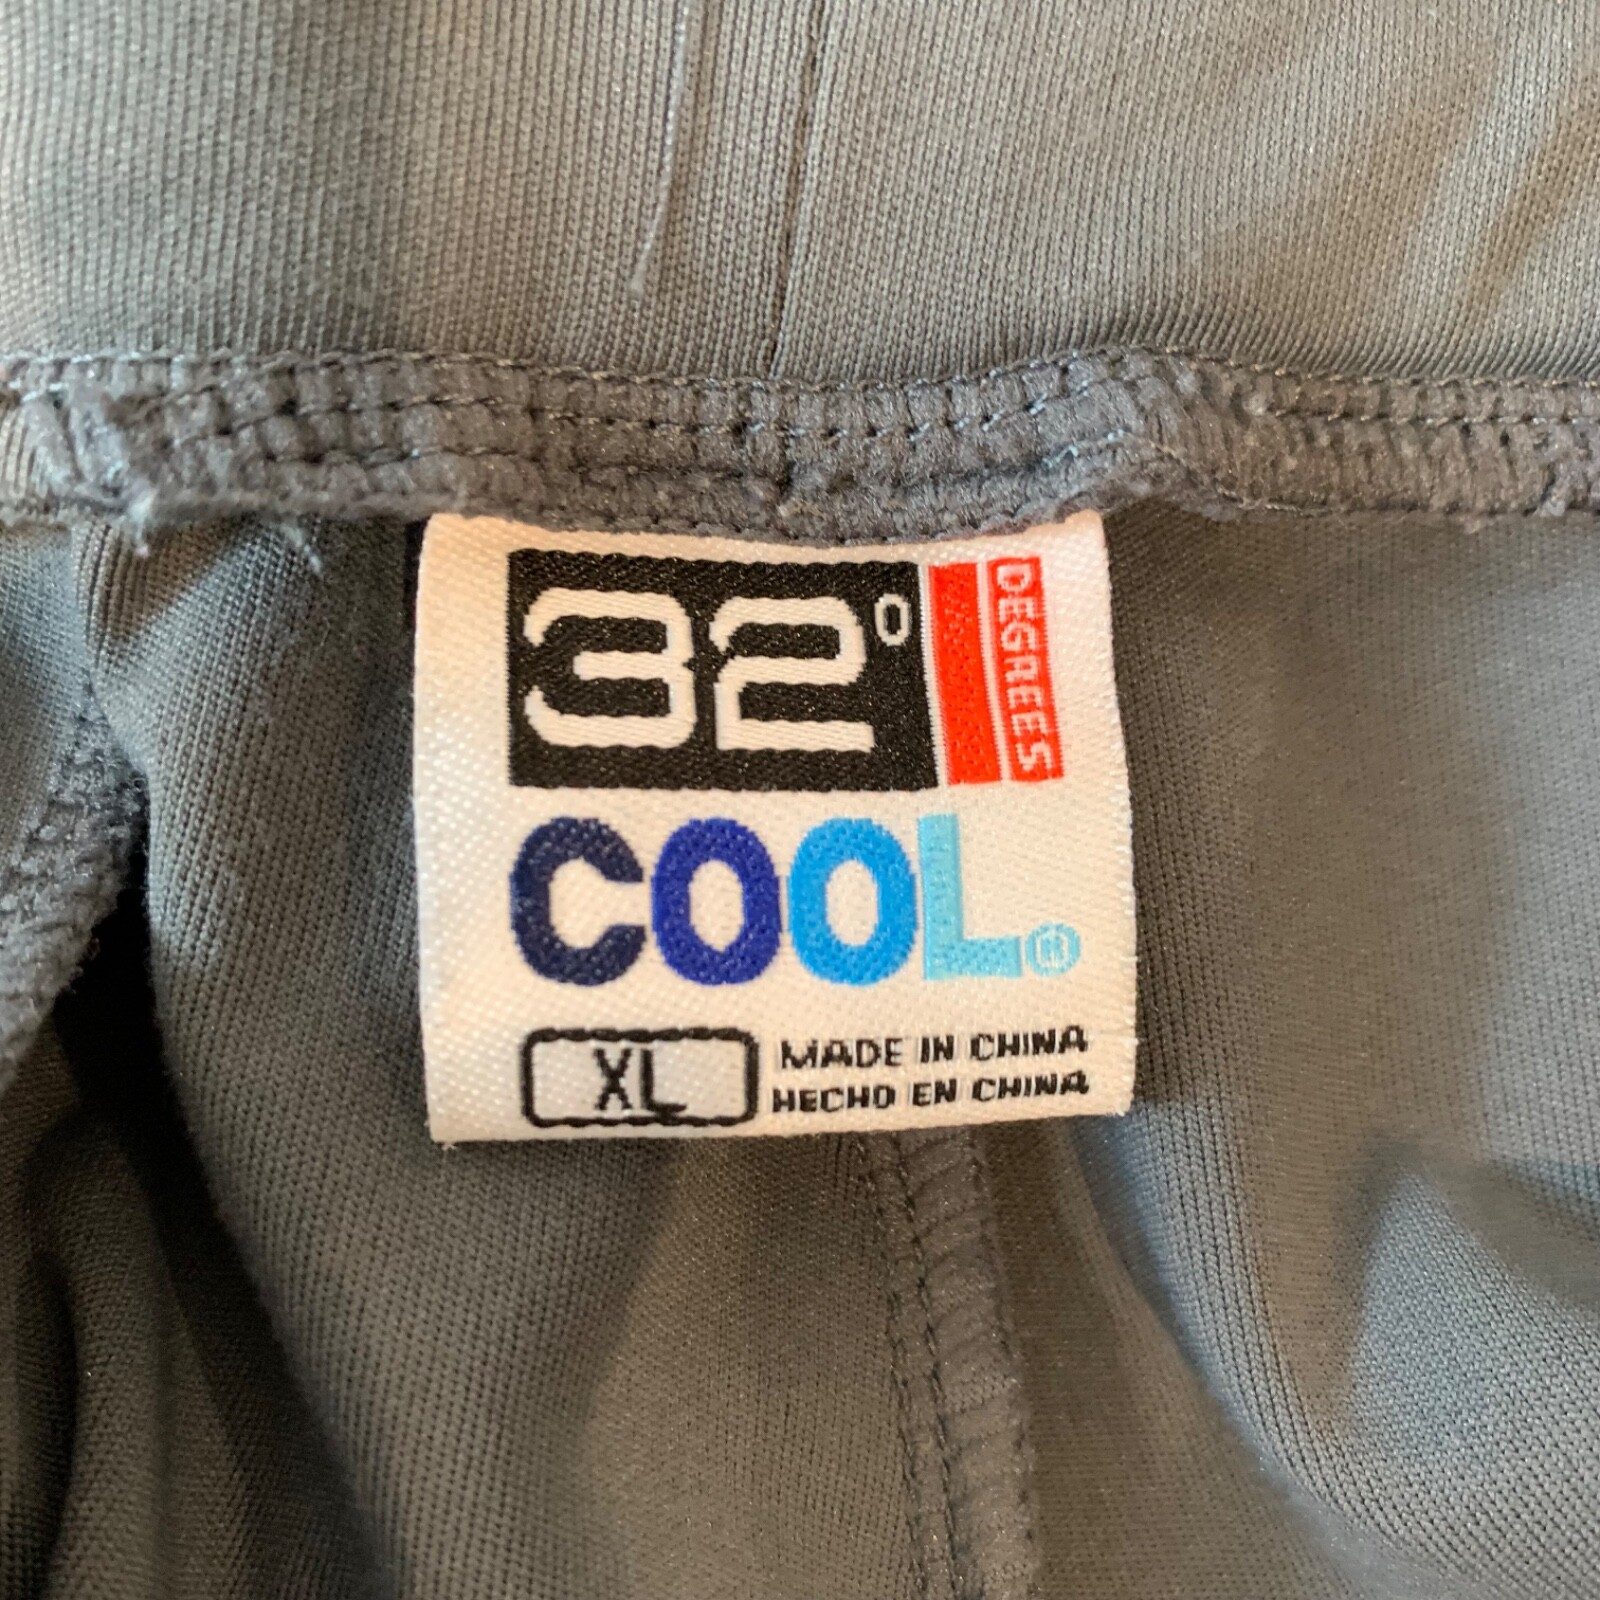 32° DEGREES
COOL®
XL
MADE IN CHINA
HECHO EN CHINA